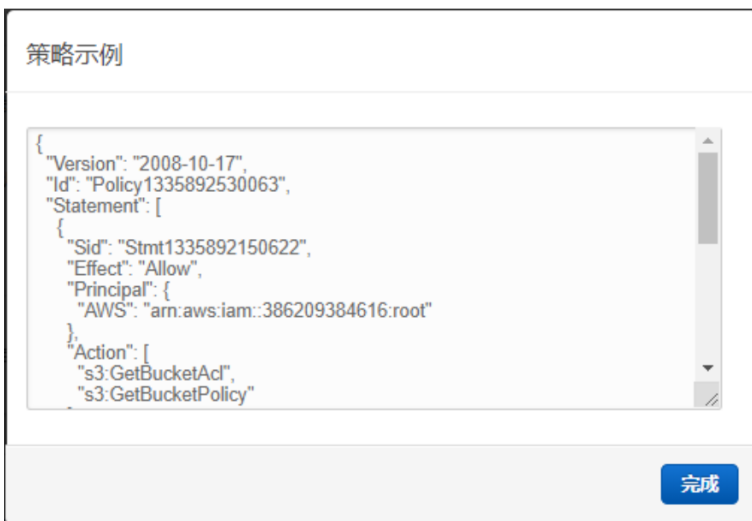 策略示例
{
"Version": "2008-10-17",
"Id": "Policy1335892530063",
"Statement": [
{
"Sid": "Stmt1335892150622",
"Effect": "Allow",
"Principal": {
"AWS": "arn:aws:iam::386209384616:root"
},
"Action": [
"s3:GetBucketAcl",
"s3:GetBucketPolicy"
完成